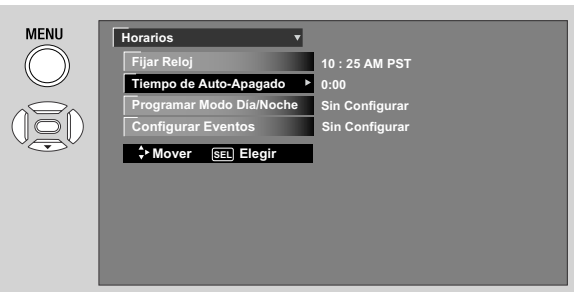 MENU
Horarios
Fijar Reloj 10 : 25 AM PST
Tiempo de Auto-Apagado 0:00
Programar Modo Día/Noche Sin Configurar
Configurar Eventos Sin Configurar
Mover SEL Elegir